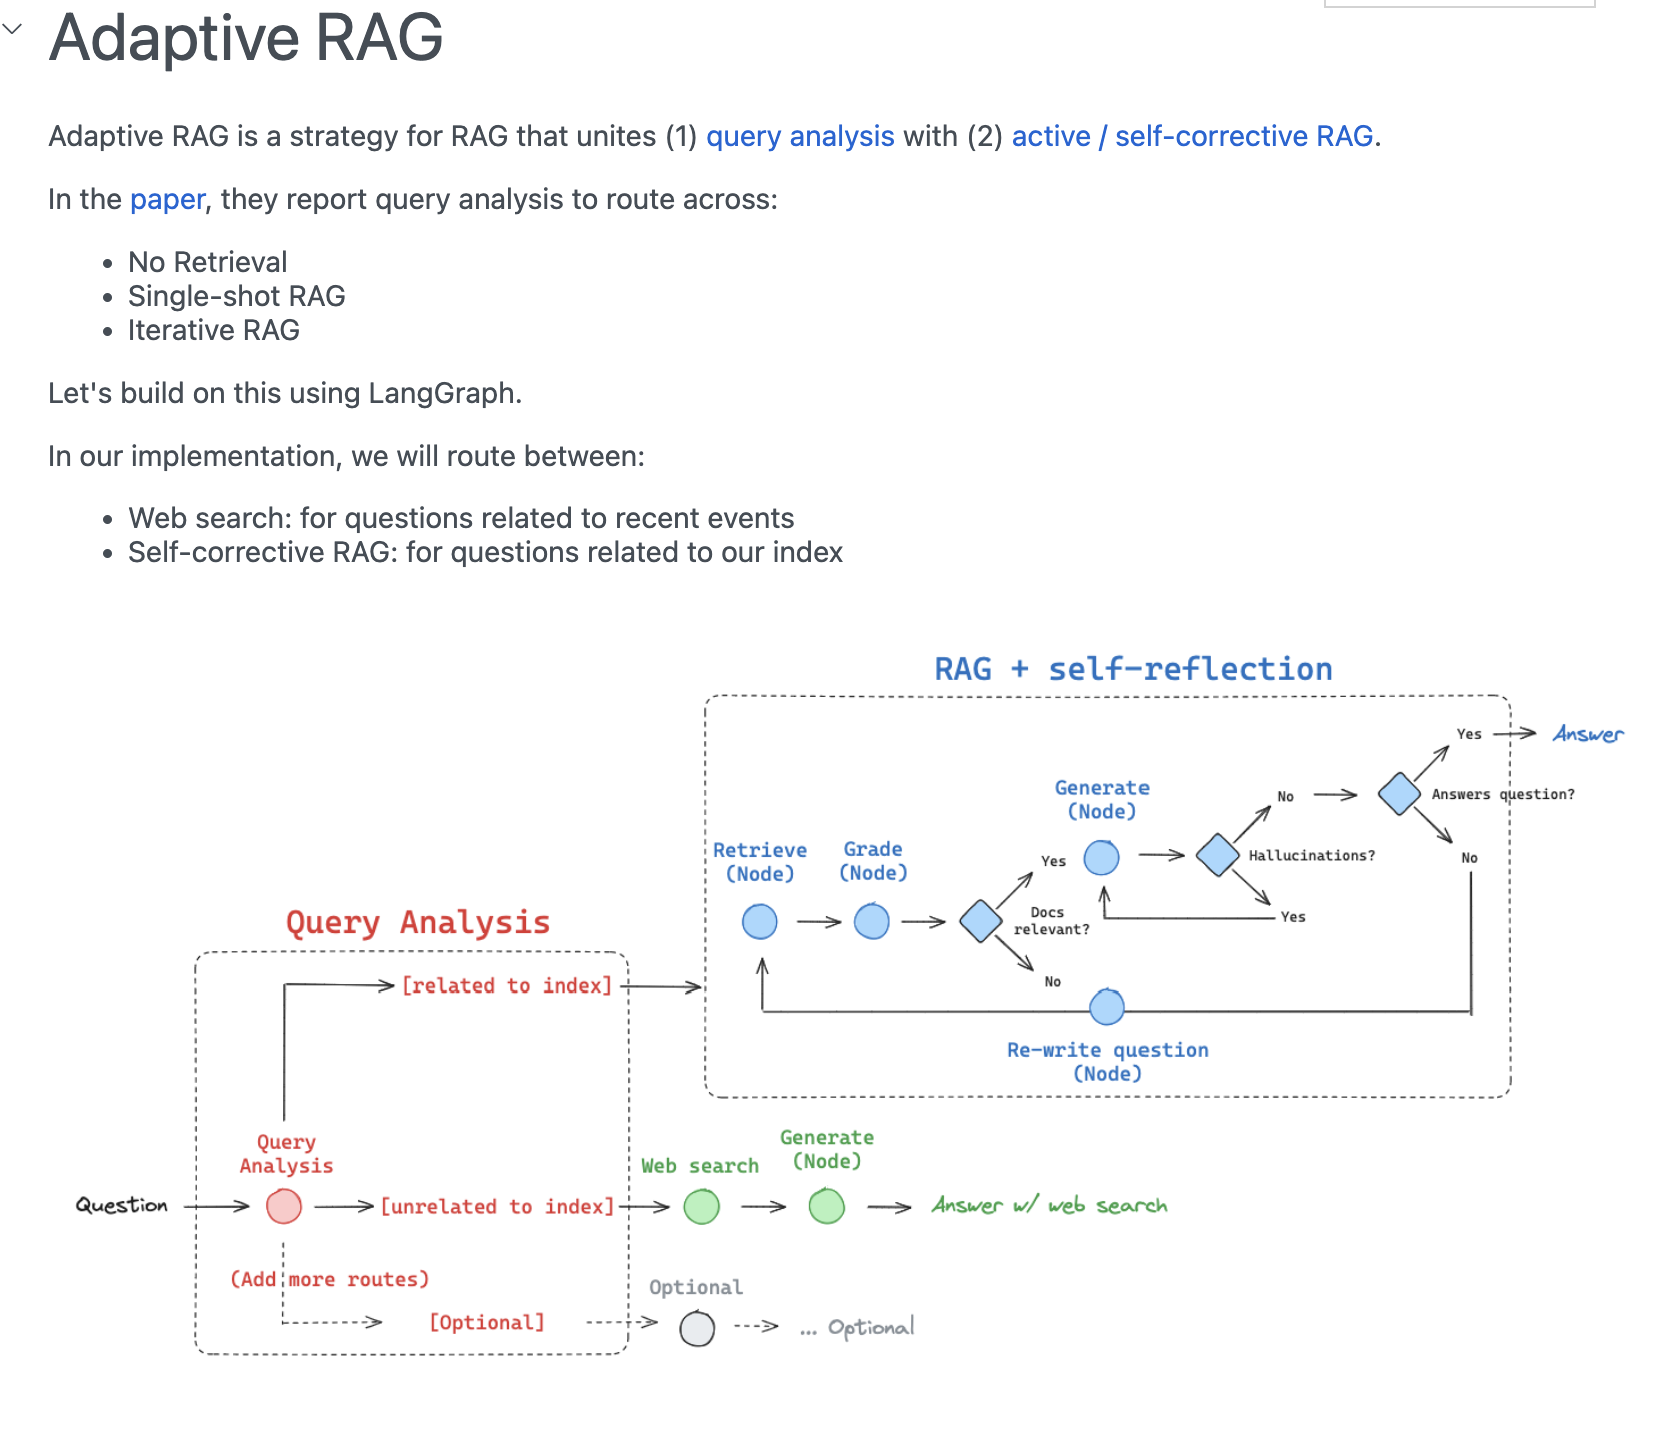 Adaptive RAG
Adaptive RAG is a strategy for RAG that unites (1) query analysis with (2) active / self-corrective RAG.
In the paper, they report query analysis to route across:
• No Retrieval
• Single-shot RAG
• Iterative RAG
Let's build on this using LangGraph.
In our implementation, we will route between:
• Web search: for questions related to recent events
• Self-corrective RAG: for questions related to our index
RAG + self-reflection
Yes
Answer
Generate
(Node)
No
Answers question?
Retrieve
(Node)
Grade
(Node)
Yes
Hallucinations?
No
Docs
relevant?
Yes
No
Query Analysis
[related to index]
Re-write question
(Node)
Query
Analysis
Web search
Generate
(Node)
Question
[unrelated to index]
Answer w/ web search
(Add more routes)
Optional
[Optional]
... Optional